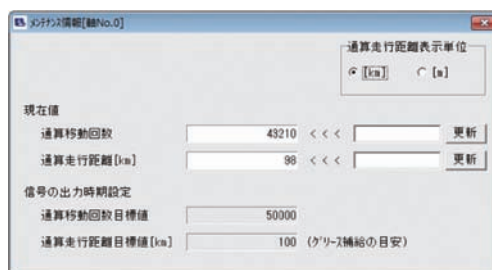 ﾒﾝﾃﾅﾝｽ情報[軸No.0]
通算走行距離表示単位
[km] [m]
現在値
通算移動回数 43210 < < < 更新
通算走行距離[km] 98 < < < 更新
信号の出力時期設定
通算移動回数目標値 50000
通算走行距離目標値[km] 100 (ｸﾞﾘｰｽ補給の目安)